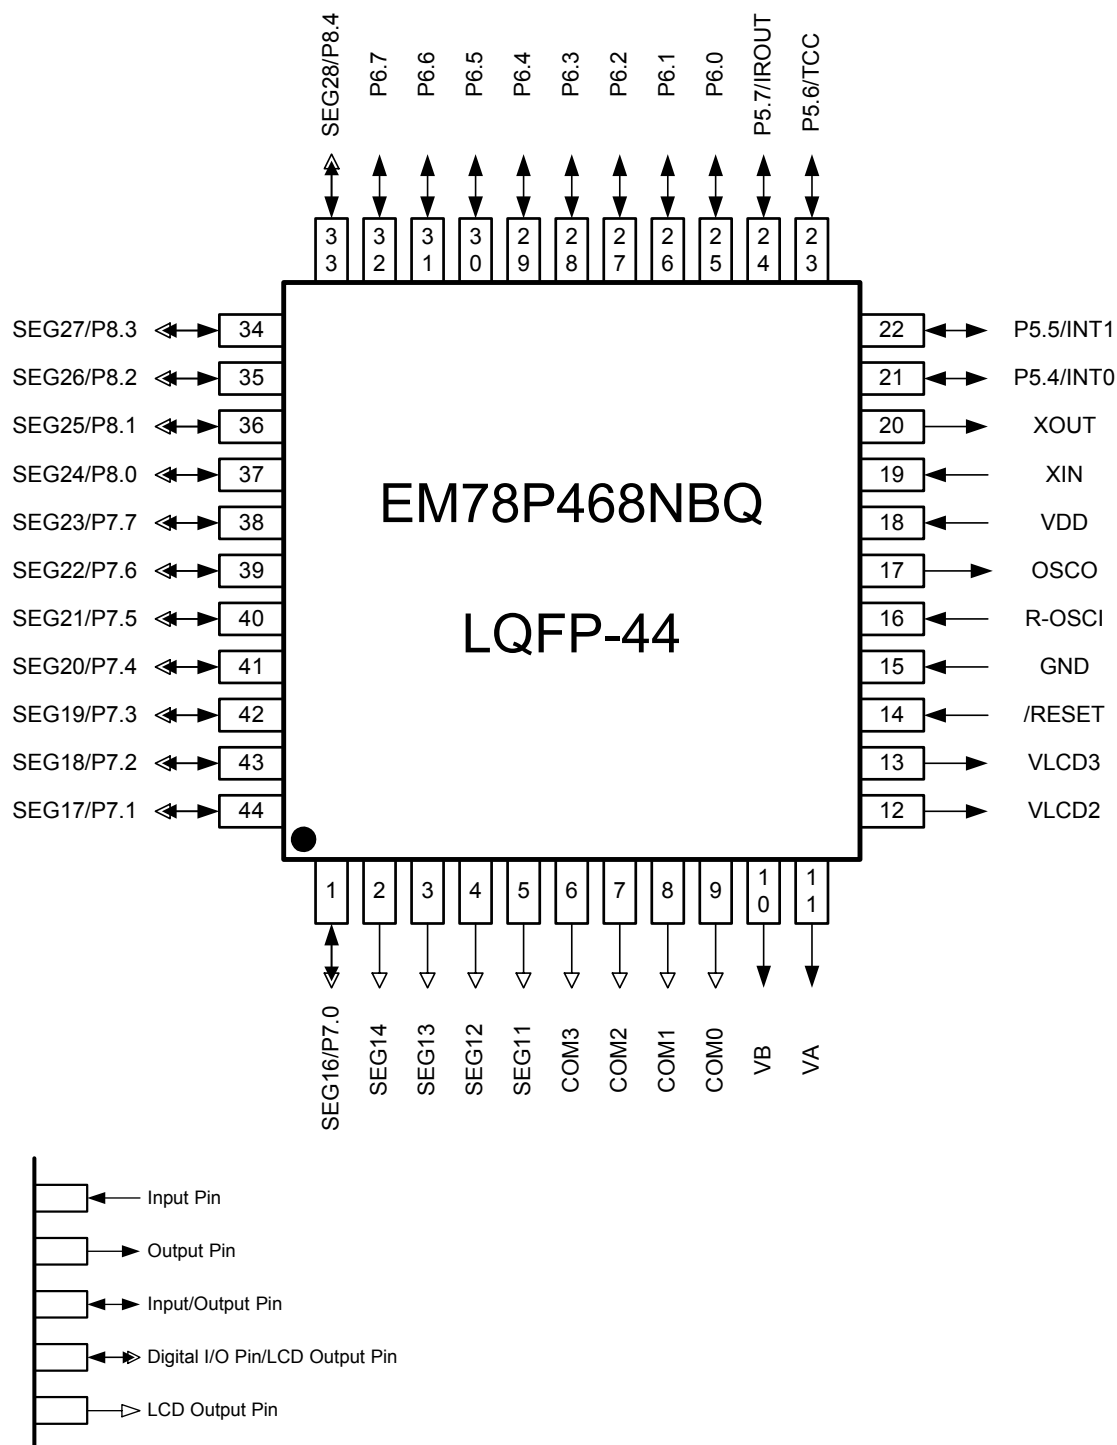 SEG28/P8.4
P6.7
P6.6
P6.5
P6.4
P6.3
P6.2
P6.1
P6.0
P5.7/IROUT
P5.6/TCC
33
32
31
30
29
28
27
26
25
24
23
SEG27/P8.3 34
SEG26/P8.2 35
SEG25/P8.1 36
SEG24/P8.0 37
SEG23/P7.7 38
SEG22/P7.6 39
SEG21/P7.5 40
SEG20/P7.4 41
SEG19/P7.3 42
SEG18/P7.2 43
SEG17/P7.1 44
EM78P468NBQ
LQFP-44
22 P5.5/INT1
21 P5.4/INT0
20 XOUT
19 XIN
18 VDD
17 OSCO
16 R-OSCI
15 GND
14 /RESET
13 VLCD3
12 VLCD2
1
2
3
4
5
6
7
8
9
10
11
SEG16/P7.0
SEG14
SEG13
SEG12
SEG11
COM3
COM2
COM1
COM0
VB
VA
Input Pin
Output Pin
Input/Output Pin
Digital I/O Pin/LCD Output Pin
LCD Output Pin